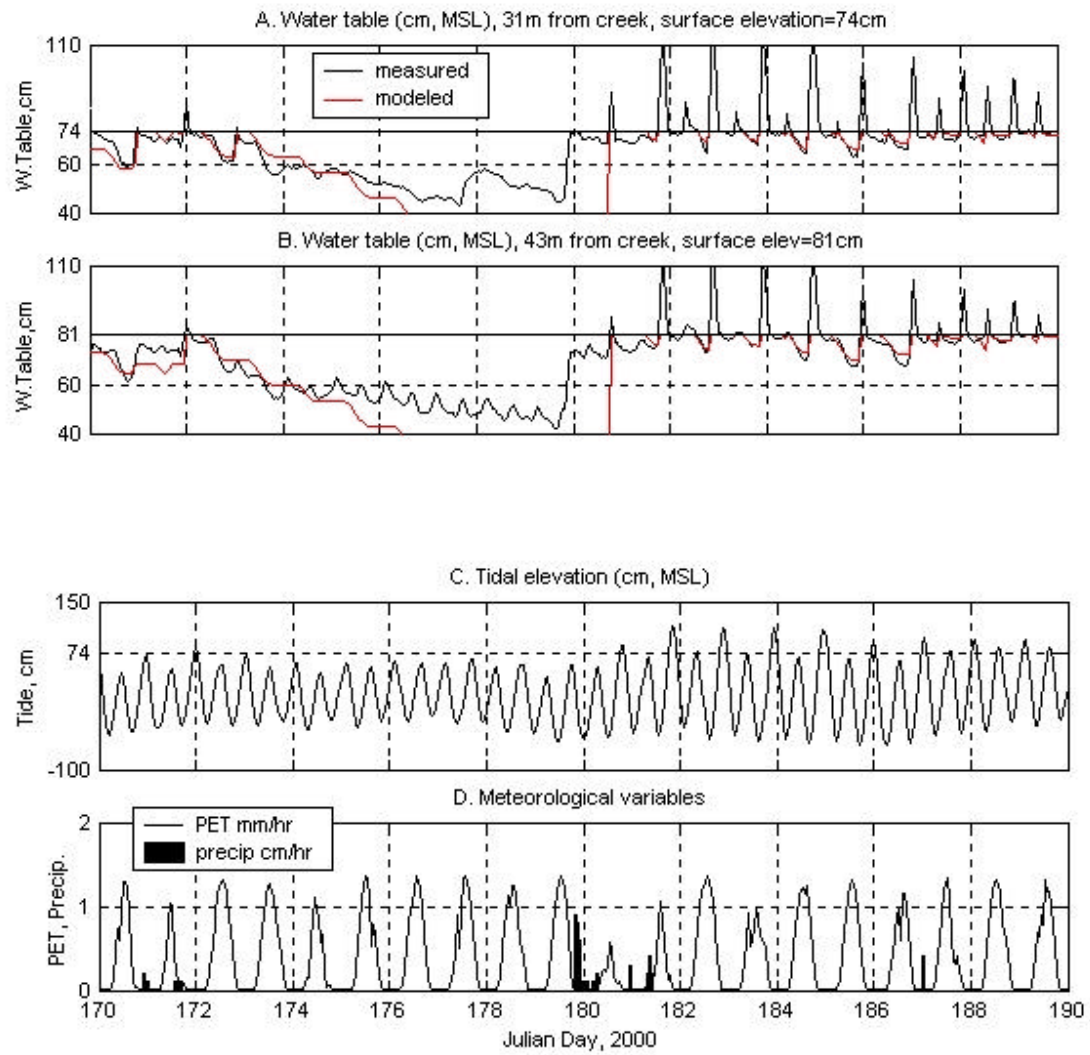 A. Water table (cm, MSL), 31m from creek, surface elevation=74cm
110
74
60
40
W.Table,cm
measured
modeled
B. Water table (cm, MSL), 43m from creek, surface elev=81cm
110
81
60
40
W.Table,cm
C. Tidal elevation (cm, MSL)
150
74
-100
Tide, cm
D. Meteorological variables
2
1
0
PET, Precip.
PET mm/hr
precip cm/hr
170 172 174 176 178 180 182 184 186 188 190
Julian Day, 2000